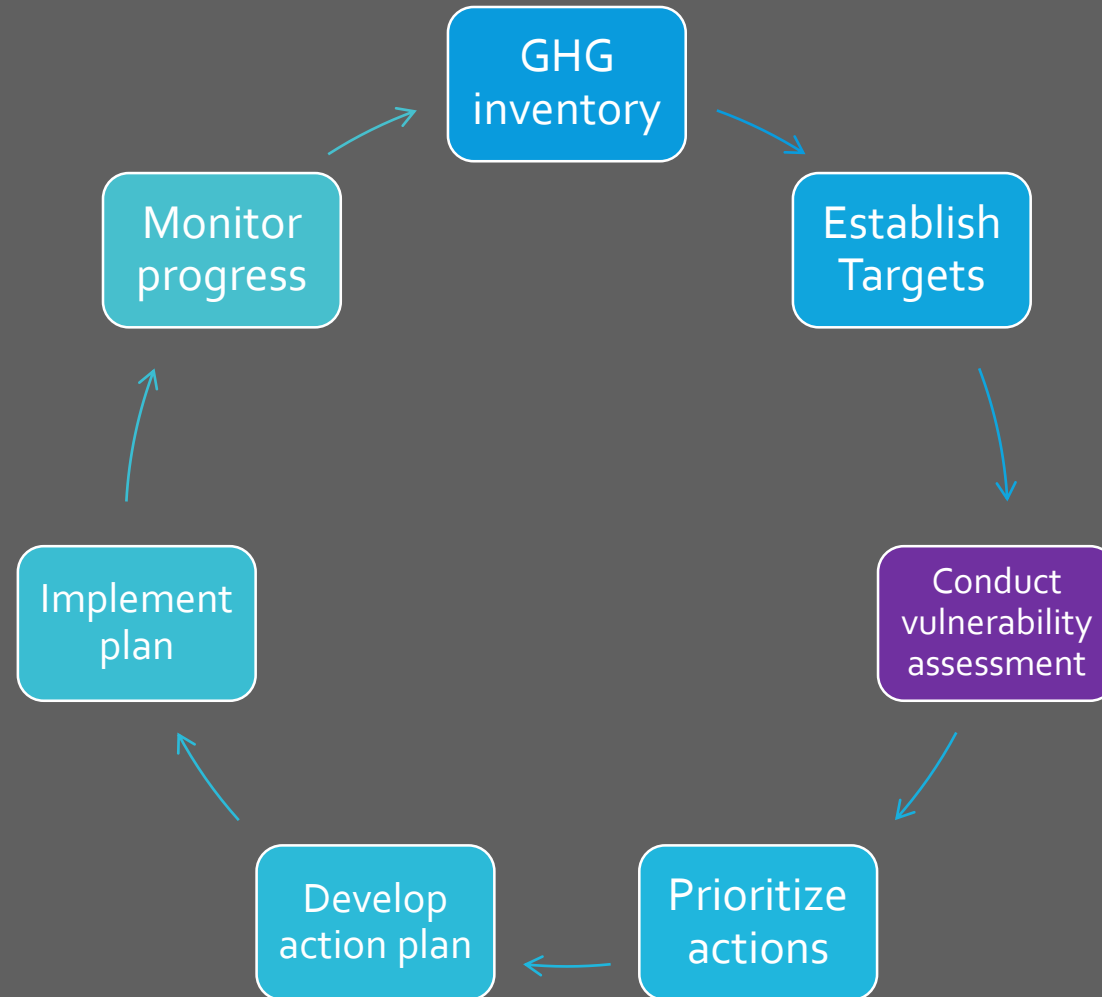 GHG
inventory
Establish
Targets
Conduct
vulnerability
assessment
Prioritize
actions
Develop
action plan
Implement
plan
Monitor
progress